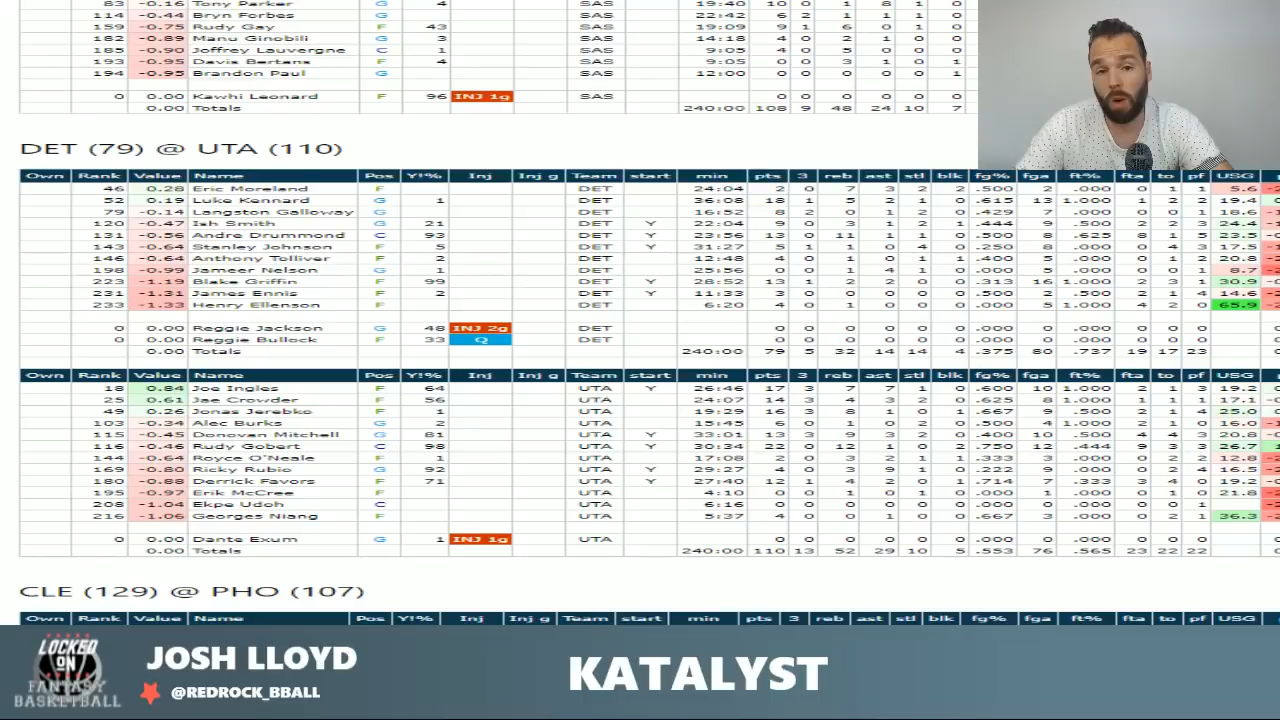 83 -0.16 Tony Parker G 4 SAS 19:40 10 0 1 8 1 0
114 -0.44 Bryn Forbes G SAS 22:42 6 2 1 1 1 0
159 -0.75 Rudy Gay F 43 SAS 19:09 9 1 6 0 1 0
182 -0.89 Manu Ginobili G 3 SAS 14:18 4 0 2 1 0 0
185 -0.90 Joffrey Lauvergne C 1 SAS 9:05 4 0 5 0 0 0
193 -0.95 Davis Bertans F 4 SAS 9:05 0 0 3 1 0 1
194 -0.95 Brandon Paul G SAS 12:00 0 0 0 0 0 1
0 0.00 Kawhi Leonard F 96 INJ 1g SAS 0 0 0 0 0 0
0.00 Totals 240:00 108 9 48 24 10 7
DET (79) @ UTA (110)
Own Rank Value Name Pos Y!% Inj Inj g Team start min pts 3 reb ast stl blk fg% fga ft% fta to pf USG
46 0.28 Eric Moreland F DET 24:04 2 0 7 3 2 2 .500 2 .000 0 1 1 5.6
52 0.19 Luke Kennard G 1 DET 36:08 18 1 5 2 1 0 .615 13 1.000 1 2 2 19.4
79 -0.14 Langston Galloway G DET 16:52 8 2 0 1 2 0 .429 7 .000 0 0 1 18.6
120 -0.47 Ish Smith G 21 DET Y 22:04 9 0 3 1 2 1 .444 9 .500 2 2 3 24.4
131 -0.56 Andre Drummond C 93 DET Y 23:56 13 0 11 1 1 0 .500 8 .625 8 1 5 23.5
143 -0.64 Stanley Johnson F 5 DET Y 31:27 5 1 1 0 4 0 .250 8 .000 0 4 3 17.5
146 -0.64 Anthony Tolliver F 2 DET 12:48 4 0 1 0 1 1 .400 5 .000 0 0 2 20.8
198 -0.99 Jameer Nelson G 1 DET 25:56 0 0 1 4 1 0 .000 5 .000 0 1 0 8.7
223 -1.19 Blake Griffin F 99 DET Y 28:52 13 1 2 2 0 0 .313 16 1.000 2 3 1 30.9
231 -1.31 James Ennis F 2 DET Y 11:33 3 0 0 0 0 0 .500 2 .500 2 1 4 14.6
233 -1.33 Henry Ellenson F DET 6:20 4 0 1 0 0 0 .000 5 1.000 4 2 0 65.9
0 0.00 Reggie Jackson G 48 INJ 2g DET 0 0 0 0 0 0 .000 0 .000 0 0 0
0 0.00 Reggie Bullock F 33 Q DET 0 0 0 0 0 0 .000 0 .000 0 0 0
0.00 Totals 240:00 79 5 32 14 14 4 .375 80 .737 19 17 23
Own Rank Value Name Pos Y!% Inj Inj g Team start min pts 3 reb ast stl blk fg% fga ft% fta to pf USG
18 0.84 Joe Ingles F 64 UTA Y 26:46 17 3 7 7 1 0 .600 10 1.000 2 1 3 19.2
25 0.61 Jae Crowder F 56 UTA 24:07 14 3 4 3 2 0 .625 8 1.000 1 1 1 17.1
49 0.26 Jonas Jerebko F 1 UTA 19:29 16 3 8 1 0 1 .667 9 .500 2 1 4 25.0
103 -0.34 Alec Burks G 2 UTA 15:45 6 0 1 0 2 0 .500 4 1.000 2 2 0 16.0
115 -0.45 Donovan Mitchell G 81 UTA Y 33:01 13 3 9 3 2 0 .400 10 .500 4 4 3 20.8
116 -0.46 Rudy Gobert C 98 UTA Y 30:34 22 0 12 1 0 2 .750 12 .444 9 3 3 26.7
144 -0.64 Royce O'Neale F 1 UTA 17:08 2 0 3 2 1 1 .333 3 .000 0 2 2 12.8
169 -0.80 Ricky Rubio G 92 UTA Y 29:27 4 0 3 9 1 0 .222 9 .000 0 2 4 16.5
180 -0.88 Derrick Favors F 71 UTA Y 27:40 12 1 4 2 0 0 .714 7 .333 3 4 0 19.2
195 -0.97 Erik McCree F UTA 4:10 0 0 1 0 1 0 .000 1 .000 0 1 0 21.8
208 -1.04 Ekpe Udoh C UTA 6:16 0 0 0 0 0 1 .000 0 .000 0 0 1
216 -1.06 Georges Niang F UTA 5:37 4 0 0 1 0 0 .667 3 .000 0 2 1 36.3
0 0.00 Dante Exum G 1 INJ 1g UTA 0 0 0 0 0 0 .000 0 .000 0 0 0
0.00 Totals 240:00 110 13 52 29 10 5 .553 76 .565 23 22 22
CLE (129) @ PHO (107)
Own Rank Value Name Pos Y!% Inj Inj g Team start min pts 3 reb ast stl blk fg% fga ft% fta to pf USG
LOCKED ON FANTASY BASKETBALL
JOSH LLOYD
@REDROCK_BBALL
KATALYST